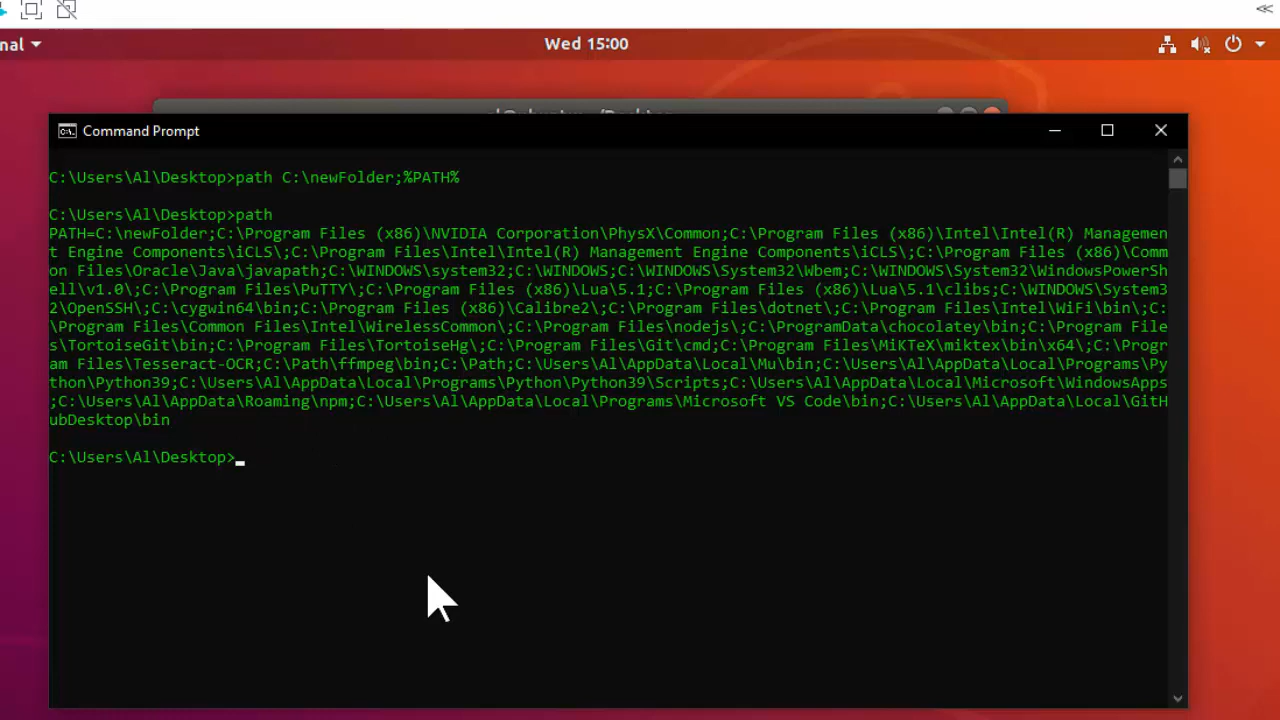 nal
Wed 15:00
Command Prompt
C:\Users\Al\Desktop>path C:\newFolder;%PATH%
C:\Users\Al\Desktop>path
PATH=C:\newFolder;C:\Program Files (x86)\NVIDIA Corporation\PhysX\Common;C:\Program Files (x86)\Intel\Intel(R) Managemen
t Engine Components\iCLS\;C:\Program Files\Intel\Intel(R) Management Engine Components\iCLS\;C:\Program Files (x86)\Comm
on Files\Oracle\Java\javapath;C:\WINDOWS\system32;C:\WINDOWS;C:\WINDOWS\System32\Wbem;C:\WINDOWS\System32\WindowsPowerSh
ell\v1.0\;C:\Program Files\PuTTY\;C:\Program Files (x86)\Lua\5.1;C:\Program Files (x86)\Lua\5.1\clibs;C:\WINDOWS\System3
2\OpenSSH\;C:\cygwin64\bin;C:\Program Files (x86)\Calibre2\;C:\Program Files\dotnet\;C:\Program Files\Intel\WiFi\bin\;C:
\Program Files\Common Files\Intel\WirelessCommon\;C:\Program Files\nodejs\;C:\ProgramData\chocolatey\bin;C:\Program File
s\TortoiseGit\bin;C:\Program Files\TortoiseHg\;C:\Program Files\Git\cmd;C:\Program Files\MiKTeX\miktex\bin\x64\;C:\Progr
am Files\Tesseract-OCR;C:\Path\ffmpeg\bin;C:\Path;C:\Users\Al\AppData\Local\Mu\bin;C:\Users\Al\AppData\Local\Programs\Py
thon\Python39;C:\Users\Al\AppData\Local\Programs\Python\Python39\Scripts;C:\Users\Al\AppData\Local\Microsoft\WindowsApps
;C:\Users\Al\AppData\Roaming\npm;C:\Users\Al\AppData\Local\Programs\Microsoft VS Code\bin;C:\Users\Al\AppData\Local\GitH
ubDesktop\bin
C:\Users\Al\Desktop>